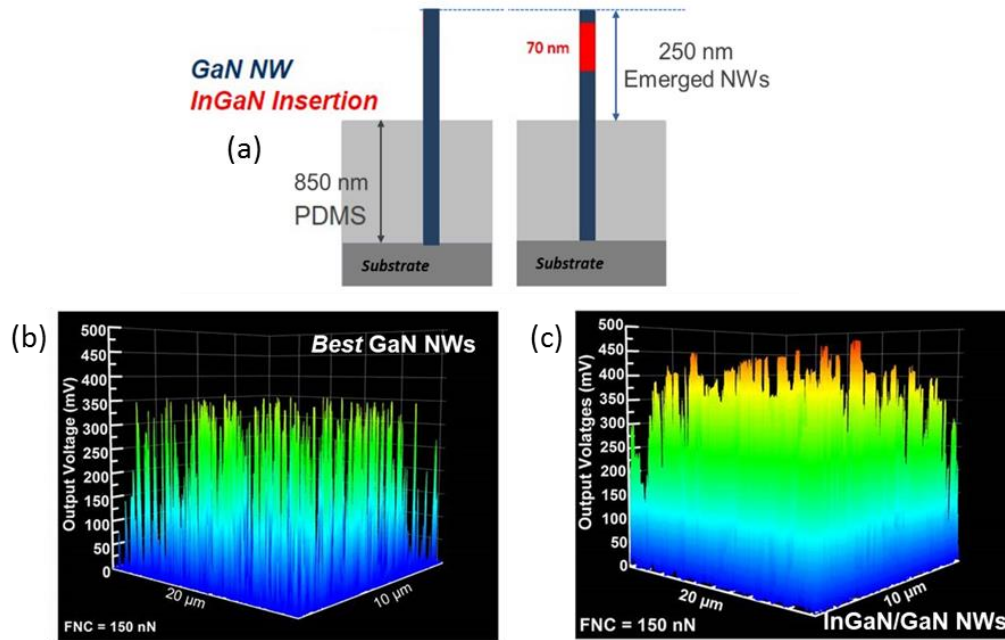 GaN NW
InGaN Insertion
(a)
70 nm
250 nm
Emerged NWs
850 nm
PDMS
Substrate
Substrate
(b)
500
450
400
350
300
250
200
150
100
50
0
Output Voltage (mV)
Best GaN NWs
20 µm
10 µm
FNC = 150 nN
(c)
500
450
400
350
300
250
200
150
100
50
0
Output Volatges (mV)
20 µm
10 µm
FNC = 150 nN
InGaN/GaN NWs